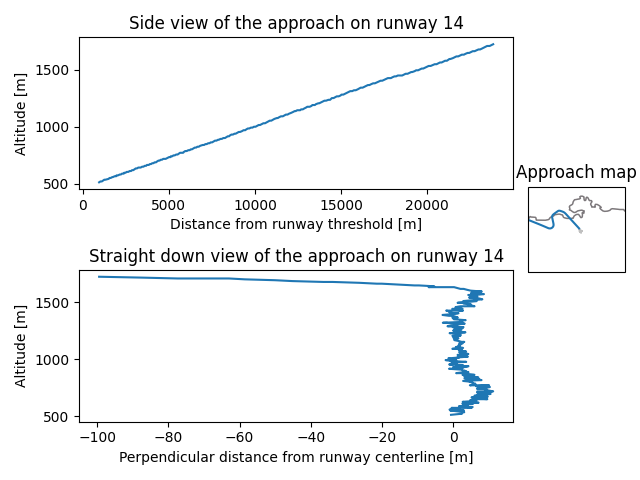 Side view of the approach on runway 14
Altitude [m]
1500
1000
500
0 5000 10000 15000 20000
Distance from runway threshold [m]
Approach map
Straight down view of the approach on runway 14
Altitude [m]
1500
1000
500
−100 −80 −60 −40 −20 0
Perpendicular distance from runway centerline [m]